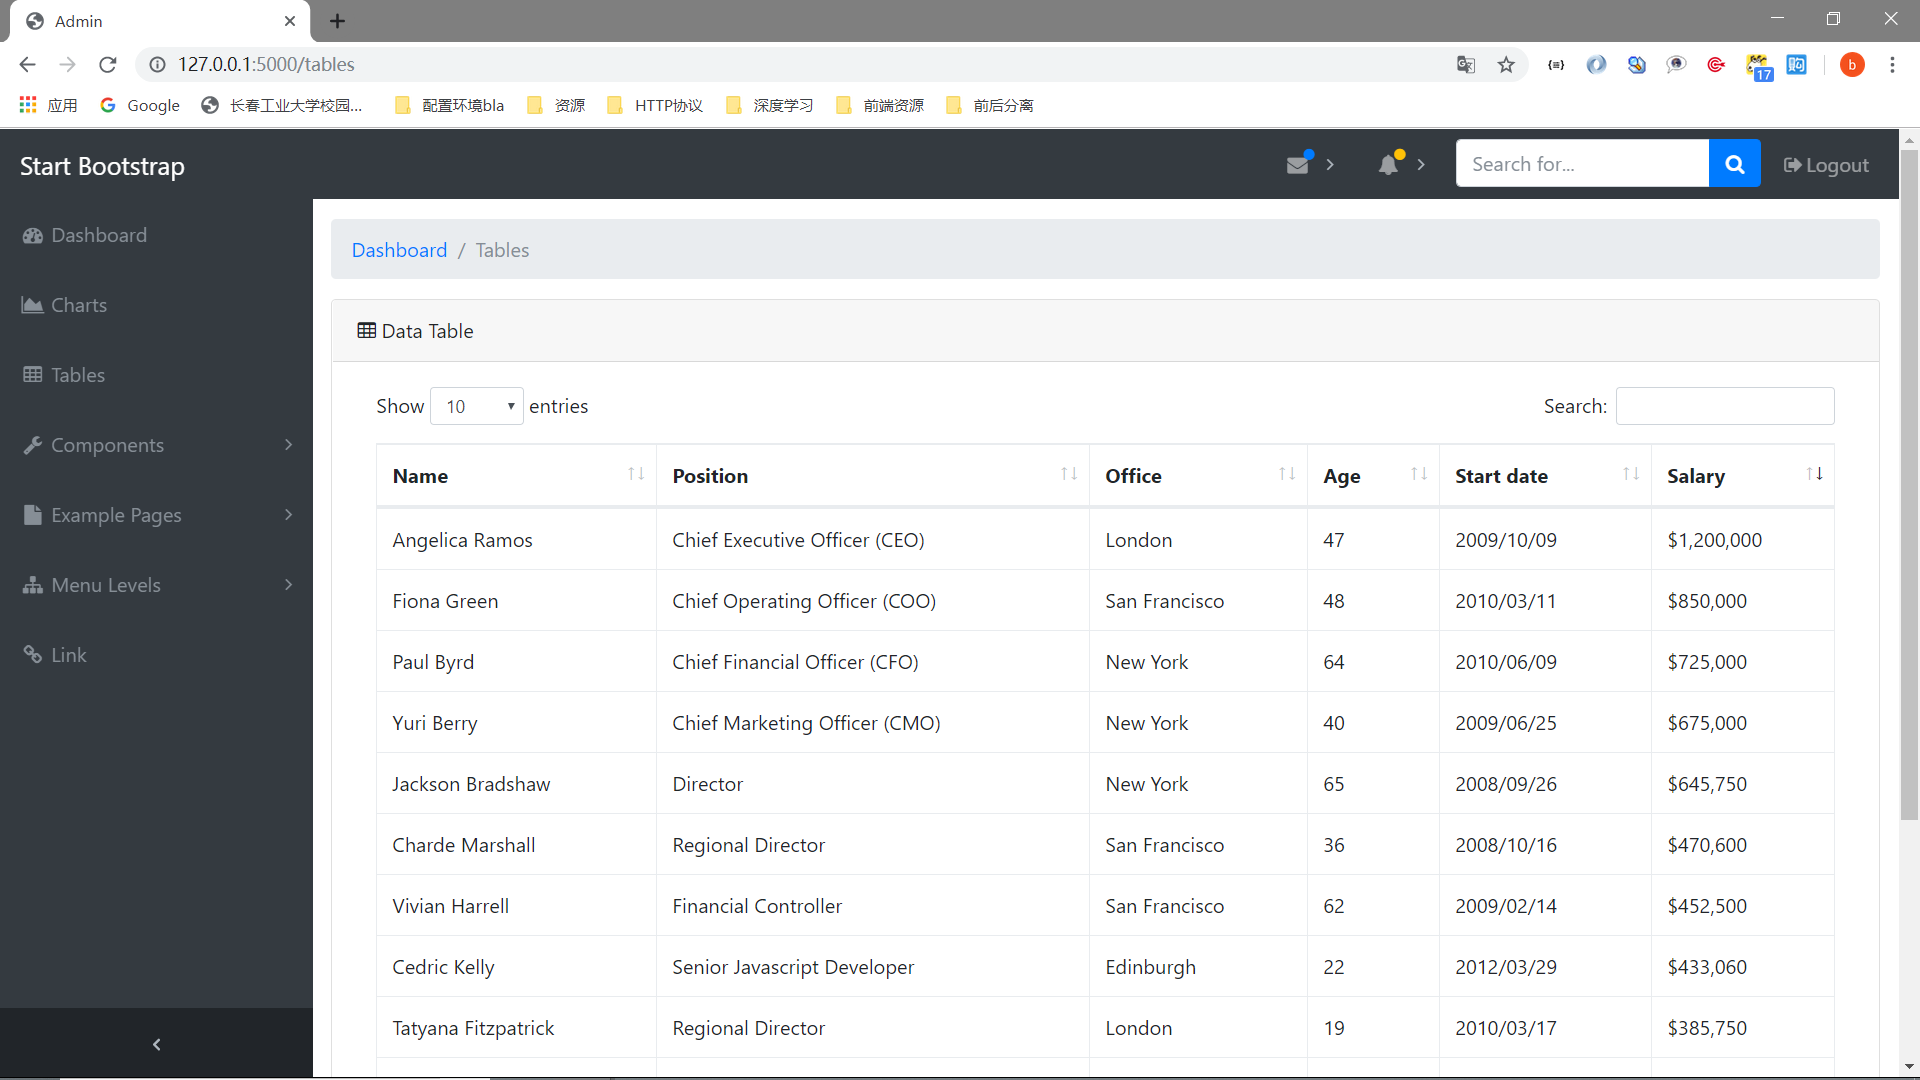 Admin
127.0.0.1:5000/tables
17
b
应用 Google 长春工业大学校园... 配置环境bla 资源 HTTP协议 深度学习 前端资源 前后分离
Start Bootstrap
Search for...
Logout
Dashboard
Charts
Tables
Components
Example Pages
Menu Levels
Link
Dashboard / Tables
Data Table
Show 10 entries
Search:
Name Position Office Age Start date Salary
Angelica Ramos Chief Executive Officer (CEO) London 47 2009/10/09 $1,200,000
Fiona Green Chief Operating Officer (COO) San Francisco 48 2010/03/11 $850,000
Paul Byrd Chief Financial Officer (CFO) New York 64 2010/06/09 $725,000
Yuri Berry Chief Marketing Officer (CMO) New York 40 2009/06/25 $675,000
Jackson Bradshaw Director New York 65 2008/09/26 $645,750
Charde Marshall Regional Director San Francisco 36 2008/10/16 $470,600
Vivian Harrell Financial Controller San Francisco 62 2009/02/14 $452,500
Cedric Kelly Senior Javascript Developer Edinburgh 22 2012/03/29 $433,060
Tatyana Fitzpatrick Regional Director London 19 2010/03/17 $385,750